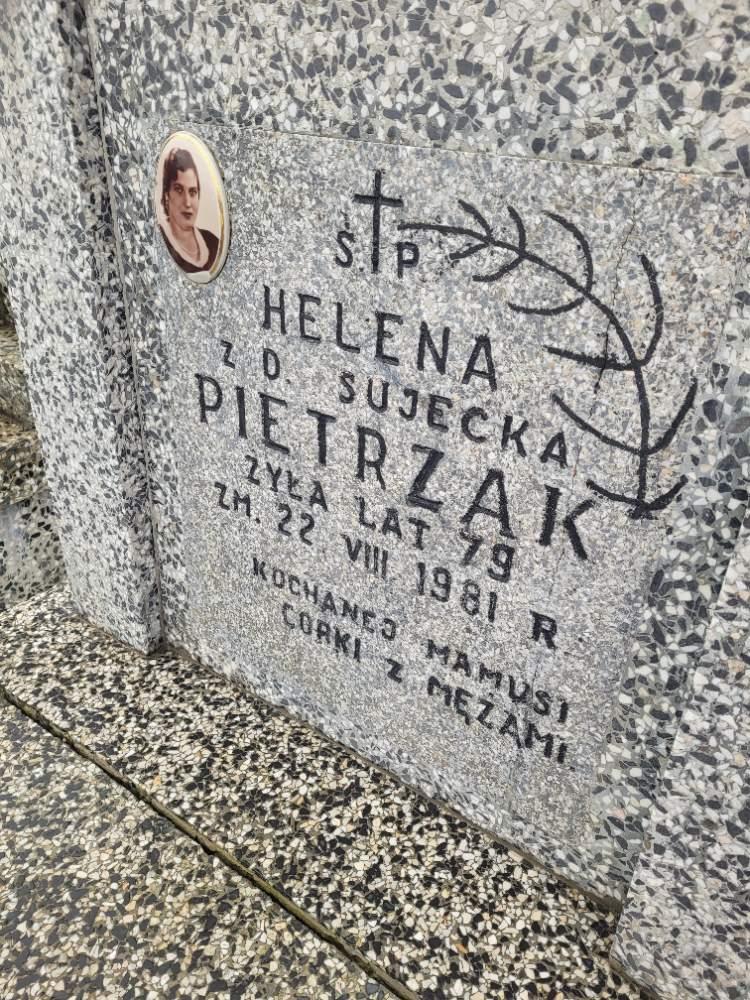 Ś. P
HELENA
Z D. SUJECKA
PIETRZAK
ŻYŁA LAT 79
ZM. 22 VIII 1981 R
KOCHANEJ MAMUSI
CÓRKI Z MĘŻAMI